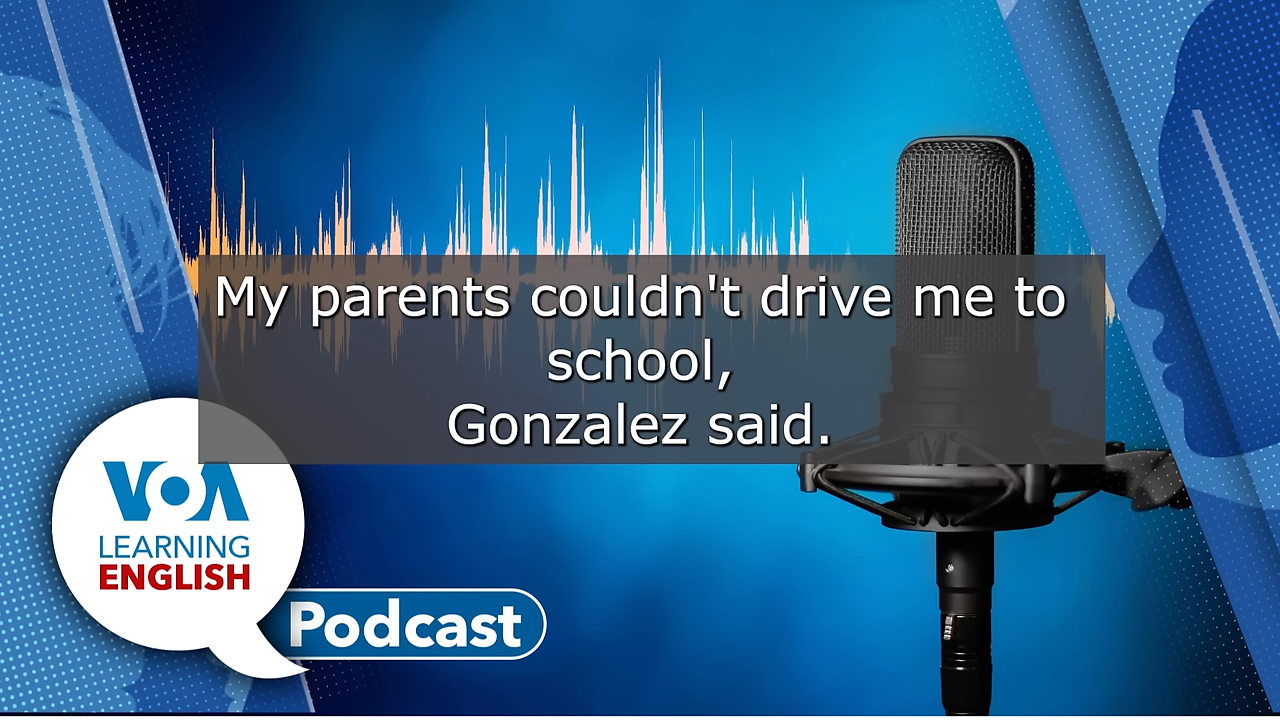 My parents couldn't drive me to
school,
Gonzalez said.
VOA
LEARNING
ENGLISH
Podcast